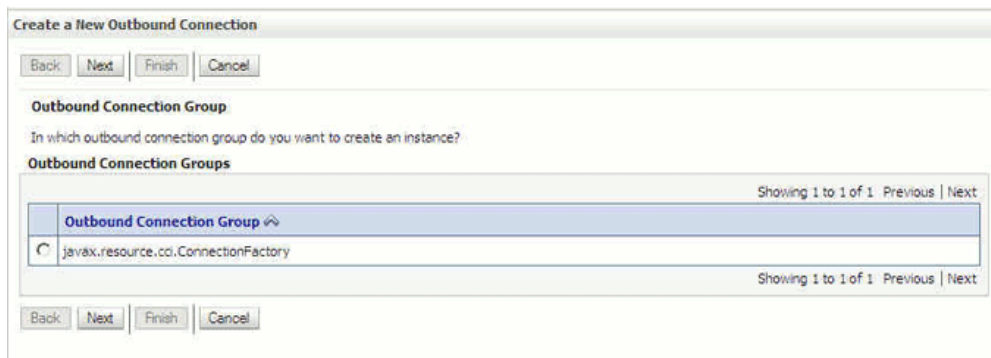 Create a New Outbound Connection
Back Next Finish Cancel
Outbound Connection Group
In which outbound connection group do you want to create an instance?
Outbound Connection Groups
Showing 1 to 1 of 1 Previous | Next
Outbound Connection Group
javax.resource.cci.ConnectionFactory
Showing 1 to 1 of 1 Previous | Next
Back Next Finish Cancel